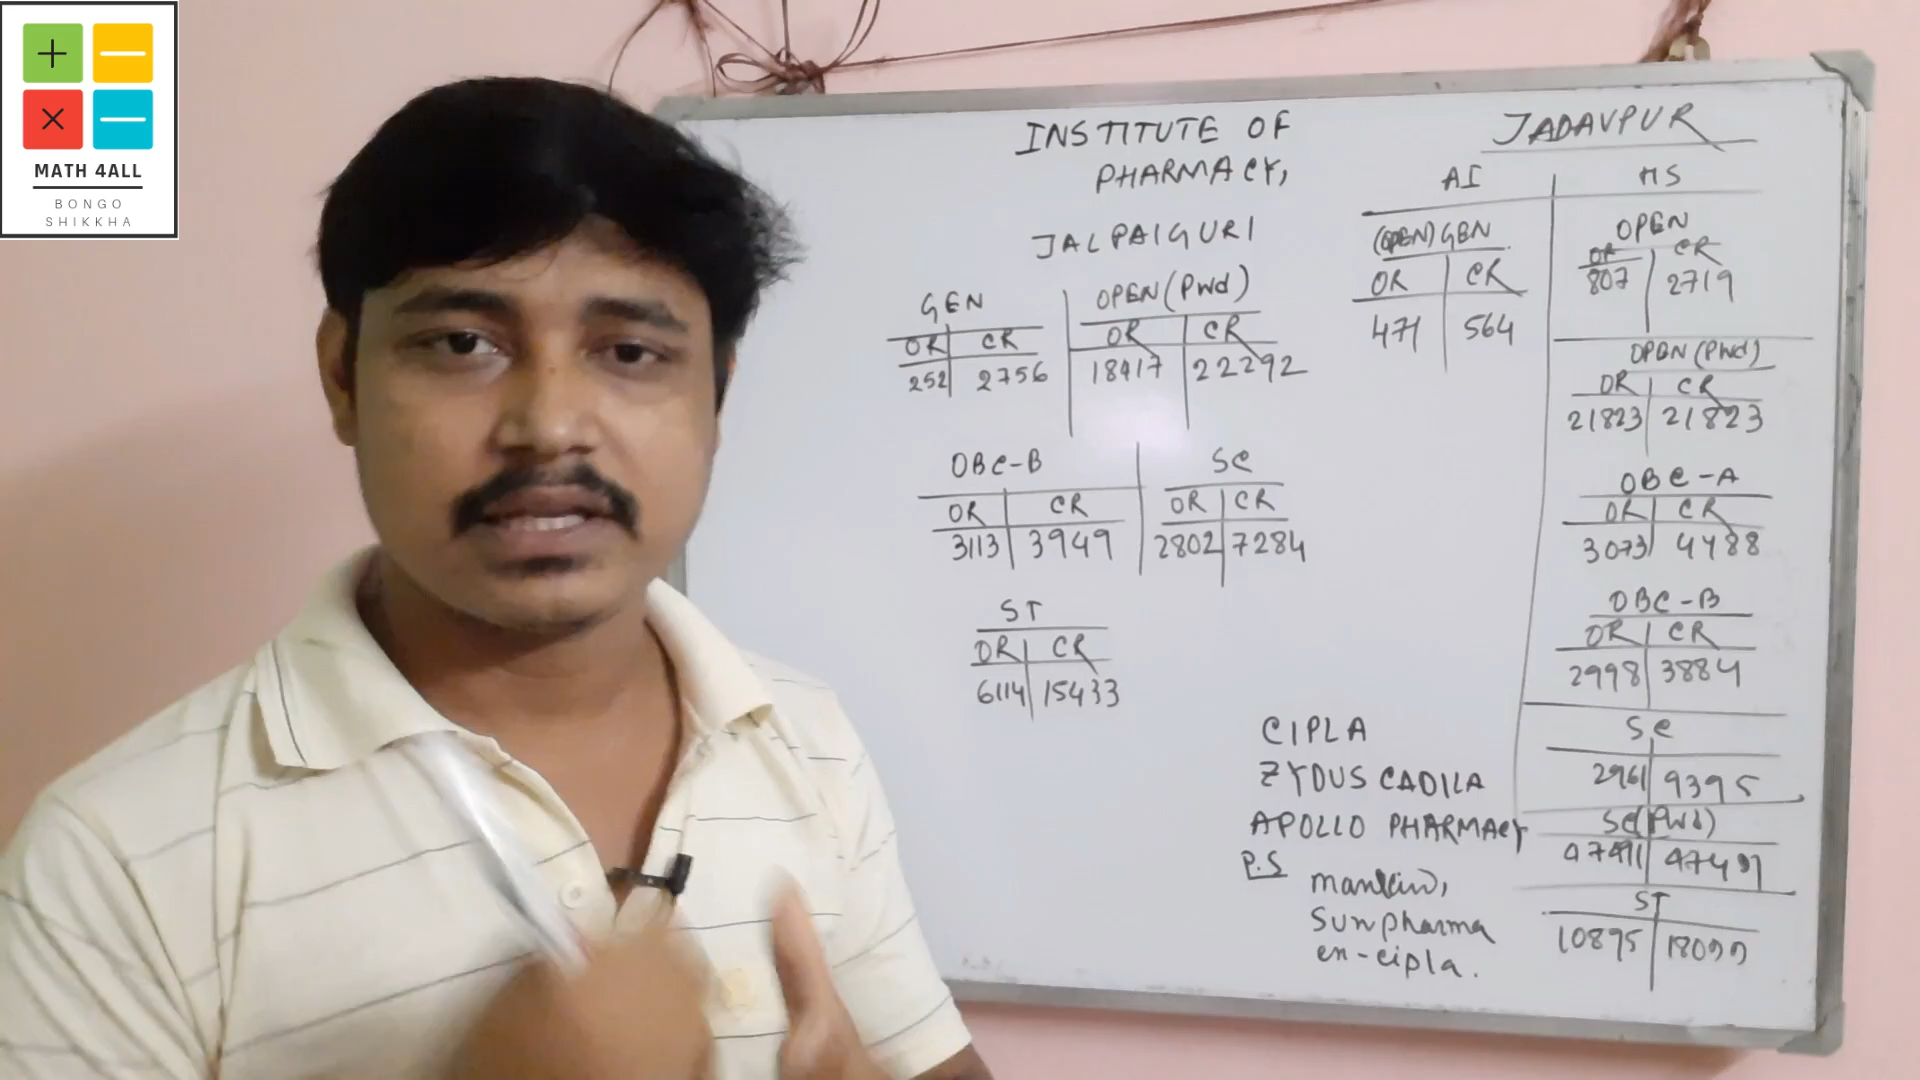 MATH 4ALL
BONGO
SHIKKHA
INSTITUTE OF
PHARMACY,
JALPAIGURI
GEN
OR CR
252 2756
OPEN (PWd)
OR CR
18417 22292
OBC-B
OR CR
3113 3949
SC
OR CR
2802 7284
ST
OR CR
6114 15433
CIPLA
ZYDUS CADILA
APOLLO PHARMACY
P.S
mankind,
Sunpharma
en-cipla.
JADAVPUR
AI HS
(OPEN) GEN
OR CR
471 564
OPEN
OR CR
807 2719
OPEN (PWd)
OR CR
21823 21823
OBC-A
OR CR
3073 4488
OBC-B
OR CR
2998 3884
SC
2961 9395
SC (PWd)
47491 47491
ST
10895